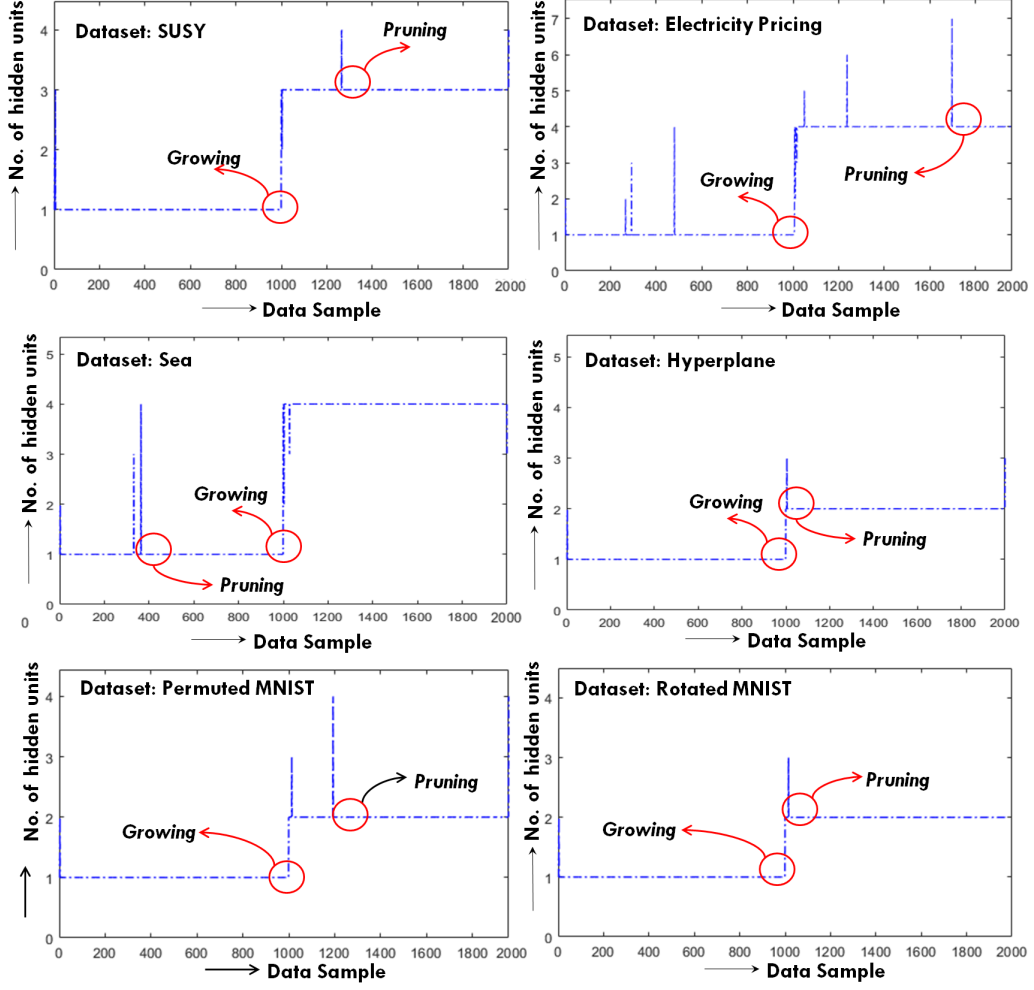 Dataset: SUSY
No. of hidden units
4
3
2
1
0
Pruning
Growing
0 200 400 600 800 1000 1200 1400 1600 1800 2000
Data Sample
Dataset: Electricity Pricing
No. of hidden units
7
6
5
4
3
2
1
0
Growing
Pruning
0 200 400 600 800 1000 1200 1400 1600 1800 2000
Data Sample
Dataset: Sea
No. of hidden units
5
4
3
2
1
0
Growing
Pruning
0 200 400 600 800 1000 1200 1400 1600 1800 2000
0
Data Sample
Dataset: Hyperplane
No. of hidden units
5
4
3
2
1
0
Growing
Pruning
0 200 400 600 800 1000 1200 1400 1600 1800 2000
Data Sample
Dataset: Permuted MNIST
No. of hidden units
4
3
2
1
0
Pruning
Growing
0 200 400 600 800 1000 1200 1400 1600 1800 2000
Data Sample
Dataset: Rotated MNIST
No. of hidden units
4
3
2
1
0
Pruning
Growing
0 200 400 600 800 1000 1200 1400 1600 1800 2000
Data Sample